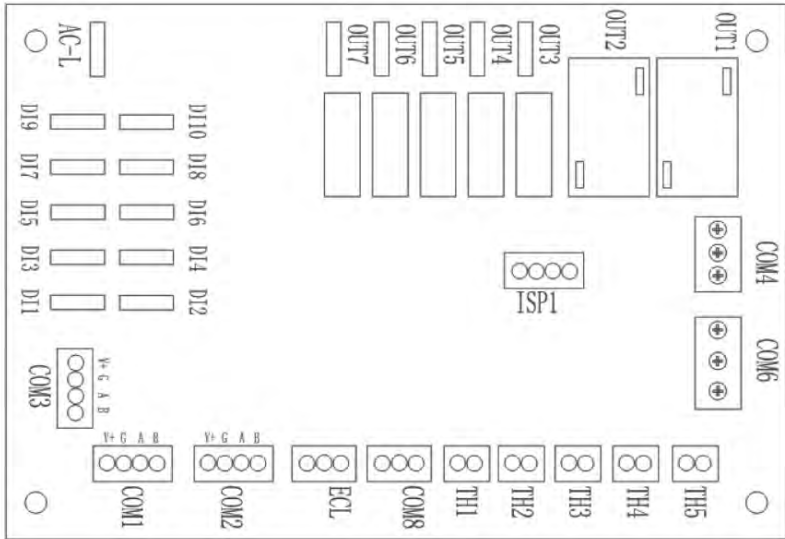 AC-L
OUT7
OUT6
OUT5
OUT4
OUT3
OUT2
OUT1
DI9
DI10
DI7
DI8
DI5
DI6
DI3
DI4
DI1
DI2
ISP1
COM4
COM6
COM3
V+ G A B
V+ G A B
COM1
V+ G A B
COM2
ECL
COM8
TH1
TH2
TH3
TH4
TH5